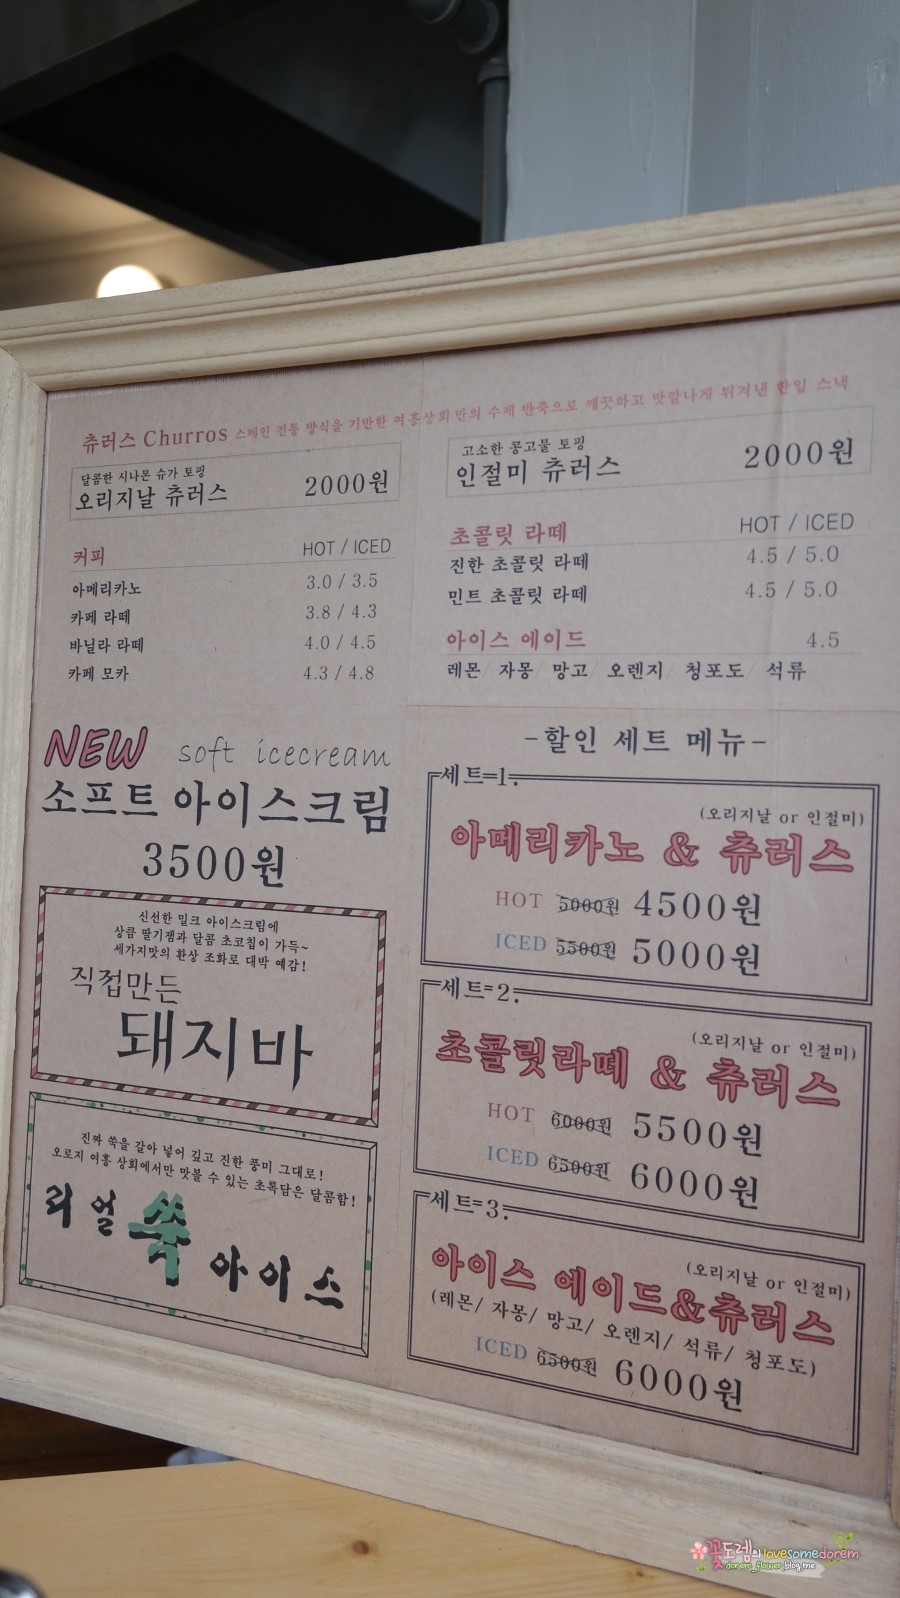 츄러스 Churros 스페인 전통 방식을 기반한 여흥상회 만의 수제 반죽으로 깨끗하고 맛깔나게 튀겨낸 한입 스낵
달콤한 시나몬 슈가 토핑
오리지날 츄러스 2000원
고소한 콩고물 토핑
인절미 츄러스 2000원
커피 HOT / ICED
아메리카노 3.0 / 3.5
카페 라떼 3.8 / 4.3
바닐라 라떼 4.0 / 4.5
카페 모카 4.3 / 4.8
초콜릿 라떼 HOT / ICED
진한 초콜릿 라떼 4.5 / 5.0
민트 초콜릿 라떼 4.5 / 5.0
아이스 에이드 4.5
레몬/ 자몽/ 망고/ 오렌지/ 청포도/ 석류
NEW soft icecream
소프트 아이스크림
3500원
신선한 밀크 아이스크림에
상큼 딸기잼과 달콤 초코칩이 가득~
세가지맛의 환상 조화로 대박 예감!
직접만든
돼지바
진짜 쑥을 갈아 넣어 깊고 진한 풍미 그대로!
오로지 여흥 상회에서만 맛볼 수 있는 초록담은 달콤함!
리얼 쑥 아이스
-할인 세트 메뉴-
세트 1.
(오리지날 or 인절미)
아메리카노 & 츄러스
HOT 5000원 4500원
ICED 5500원 5000원
세트 2.
(오리지날 or 인절미)
초콜릿라떼 & 츄러스
HOT 6000원 5500원
ICED 6500원 6000원
세트 3.
(오리지날 or 인절미)
아이스 에이드&츄러스
(레몬/ 자몽/ 망고/ 오렌지/ 석류/ 청포도)
ICED 6500원 6000원
꽃도렘의 lovesomedorem
dorem_flower.blog.me